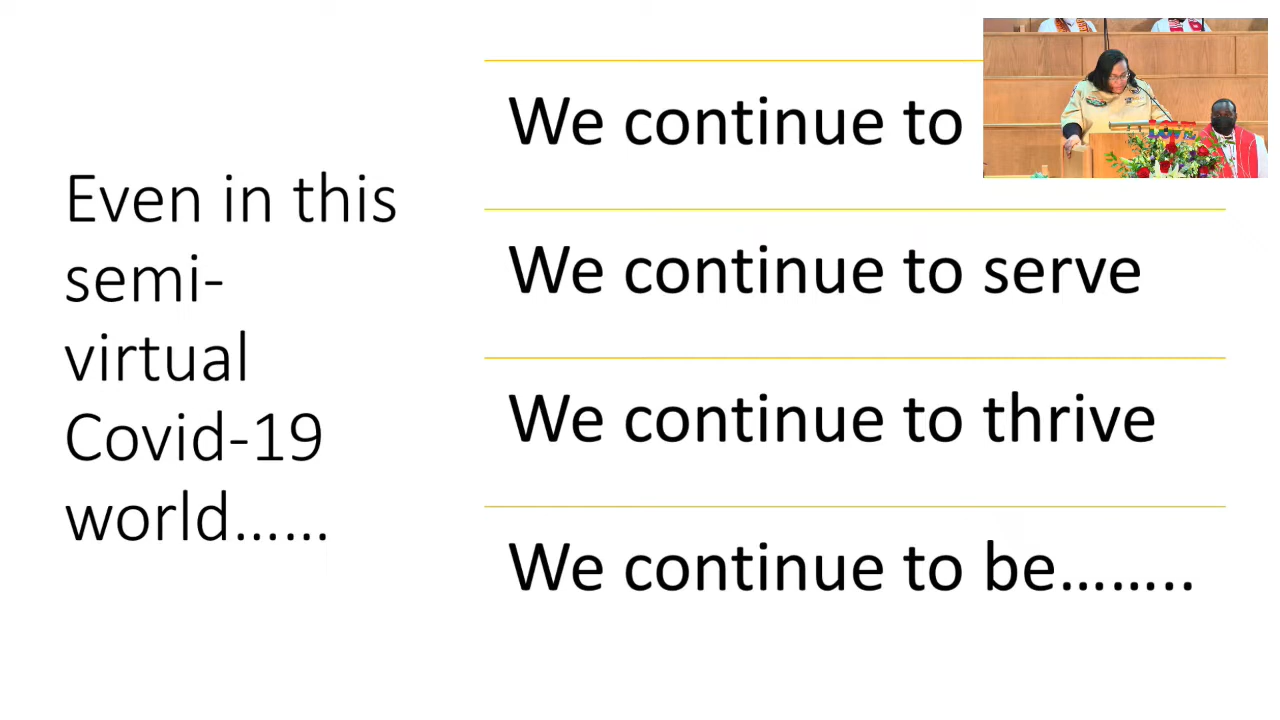 Even in this
semi-
virtual
Covid-19
world……
We continue to
We continue to serve
We continue to thrive
We continue to be……..
LOVE